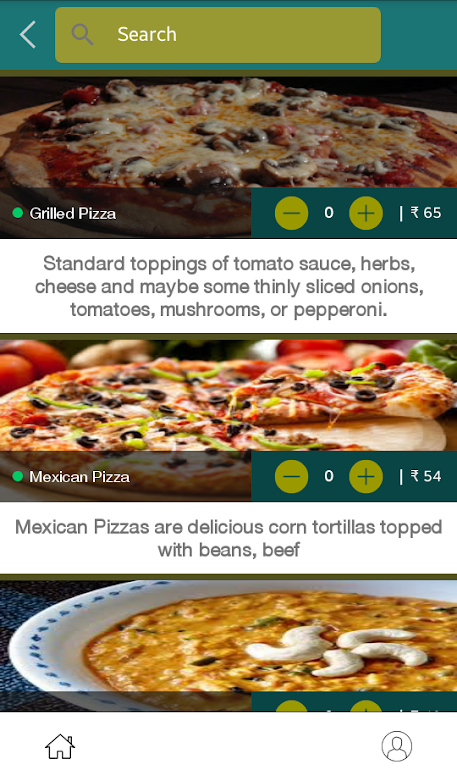 Search
Grilled Pizza 0 | ₹ 65
Standard toppings of tomato sauce, herbs,
cheese and maybe some thinly sliced onions,
tomatoes, mushrooms, or pepperoni.
Mexican Pizza 0 | ₹ 54
Mexican Pizzas are delicious corn tortillas topped
with beans, beef